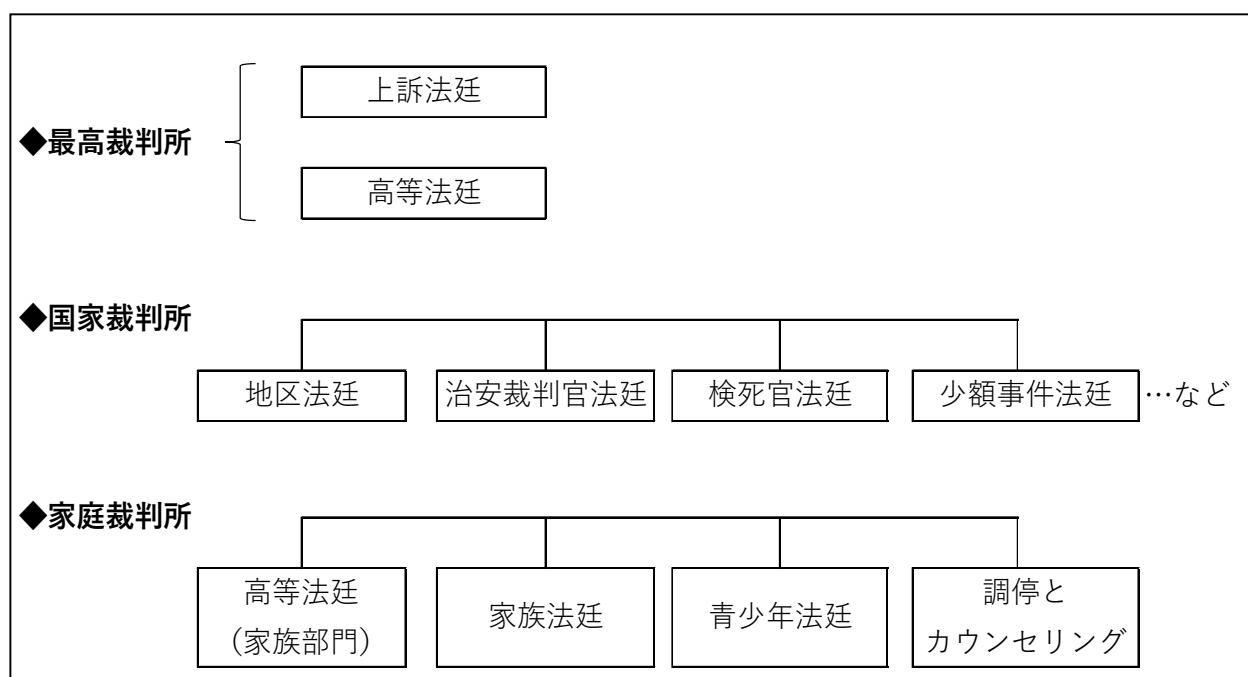 上訴法廷
◆最高裁判所
高等法廷
◆国家裁判所
地区法廷
治安裁判官法廷
検死官法廷
少額事件法廷
…など
◆家庭裁判所
高等法廷
（家族部門）
家族法廷
青少年法廷
調停と
カウンセリング